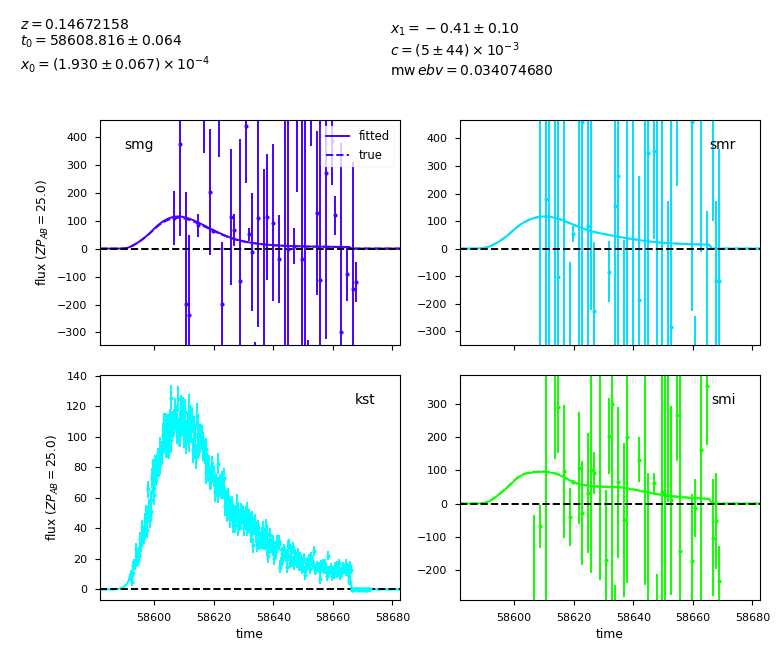 z = 0.14672158
t₀ = 58608.816 ± 0.064
x₀ = (1.930 ± 0.067) × 10⁻⁴
x₁ = −0.41 ± 0.10
c = (5 ± 44) × 10⁻³
mw ebv = 0.034074680
smg
fitted
true
400
300
200
100
0
−100
−200
−300
flux (ZP_AB = 25.0)
smr
400
300
200
100
0
−100
−200
−300
kst
140
120
100
80
60
40
20
0
flux (ZP_AB = 25.0)
58600 58620 58640 58660 58680
time
smi
300
200
100
0
−100
−200
58600 58620 58640 58660 58680
time